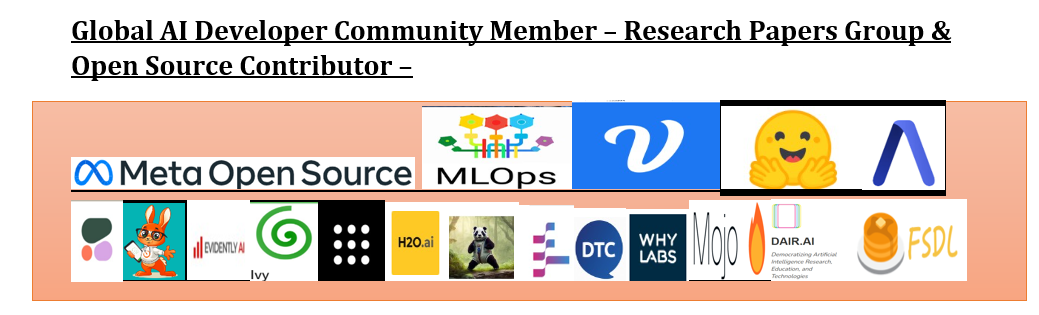 Global AI Developer Community Member – Research Papers Group &
Open Source Contributor –
Meta Open Source
MLOps
EVIDENTLY AI
Ivy
H2O.ai
DTC
WHY
LABS
Mojo
DAIR.AI
Democratizing Artificial
Intelligence Research,
Education, and
Technologies
FSDL